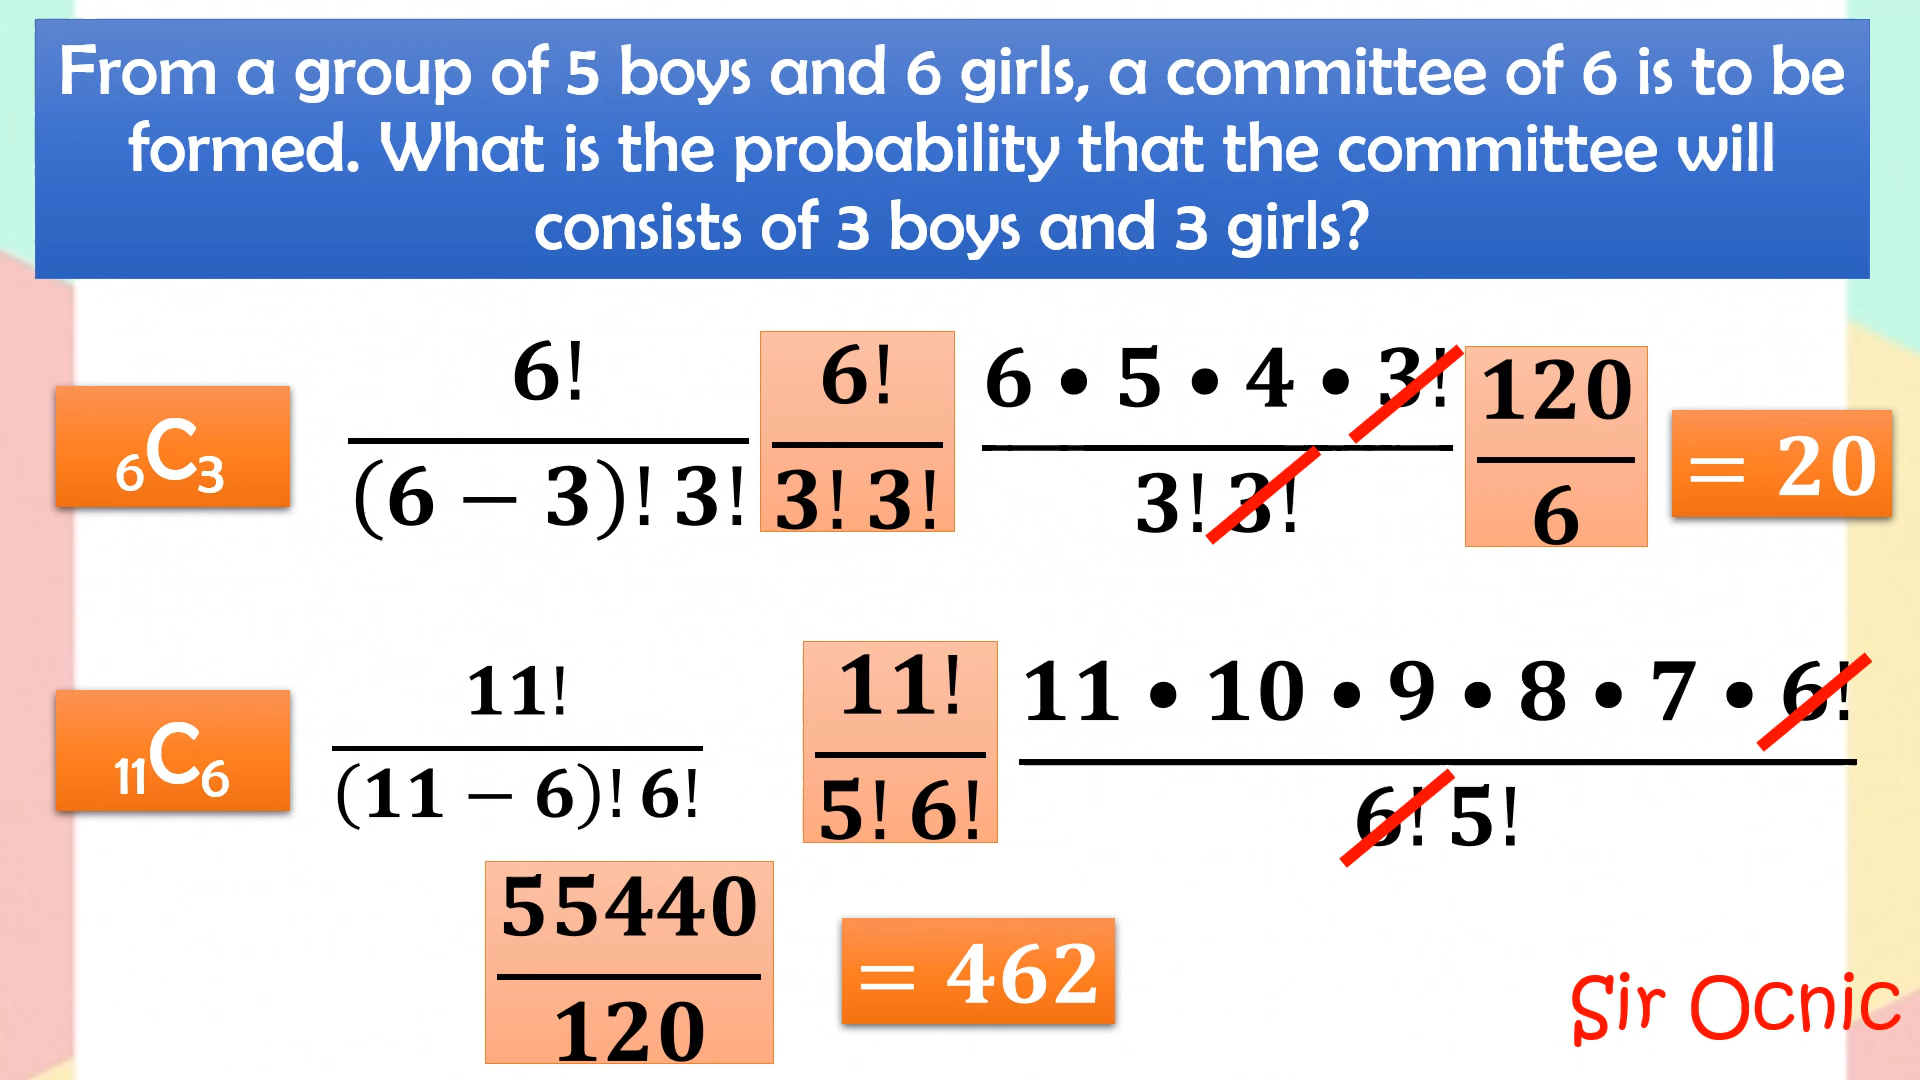 From a group of 5 boys and 6 girls, a committee of 6 is to be
formed. What is the probability that the committee will
consists of 3 boys and 3 girls?
₆C₃
6!
(6 − 3)! 3!
6!
3! 3!
6 • 5 • 4 • 3!
3! 3!
120
6
= 20
₁₁C₆
11!
(11 − 6)! 6!
11!
5! 6!
11 • 10 • 9 • 8 • 7 • 6!
6! 5!
55440
120
= 462
Sir Ocnic